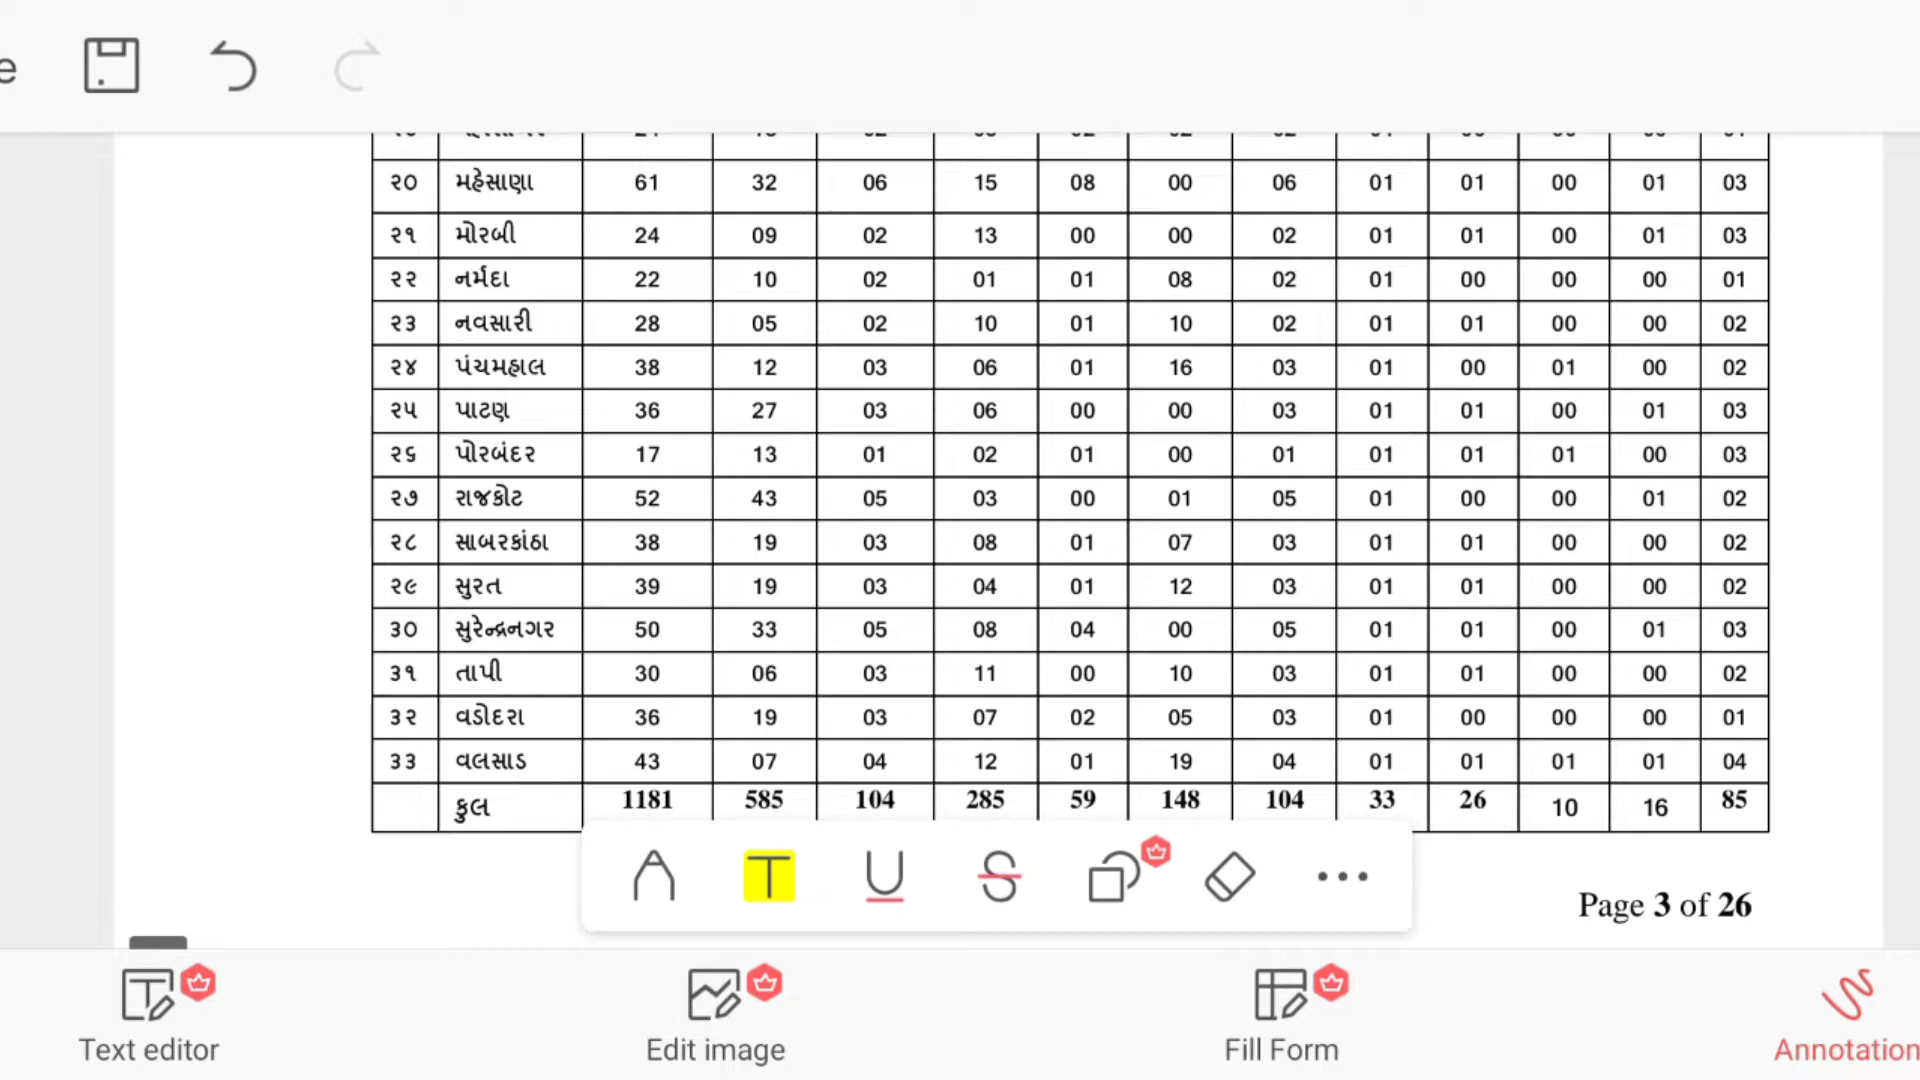 e
૨૦ મહેસાણા 61 32 06 15 08 00 06 01 01 00 01 03
૨૧ મોરબી 24 09 02 13 00 00 02 01 01 00 01 03
૨૨ નર્મદા 22 10 02 01 01 08 02 01 00 00 00 01
૨૩ નવસારી 28 05 02 10 01 10 02 01 01 00 00 02
૨૪ પંચમહાલ 38 12 03 06 01 16 03 01 00 01 00 02
૨૫ પાટણ 36 27 03 06 00 00 03 01 01 00 01 03
૨૬ પોરબંદર 17 13 01 02 01 00 01 01 01 01 00 03
૨૭ રાજકોટ 52 43 05 03 00 01 05 01 00 00 01 02
૨૮ સાબરકાંઠા 38 19 03 08 01 07 03 01 01 00 00 02
૨૯ સુરત 39 19 03 04 01 12 03 01 01 00 00 02
૩૦ સુરેન્દ્રનગર 50 33 05 08 04 00 05 01 01 00 01 03
૩૧ તાપી 30 06 03 11 00 10 03 01 01 00 00 02
૩૨ વડોદરા 36 19 03 07 02 05 03 01 00 00 00 01
૩૩ વલસાડ 43 07 04 12 01 19 04 01 01 01 01 04
કુલ 1181 585 104 285 59 148 104 33 26 10 16 85
Page 3 of 26
Text editor
Edit image
Fill Form
Annotation